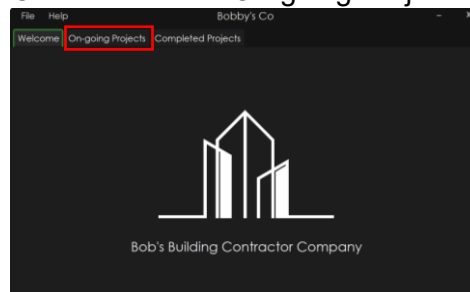 File Help Bobby's Co
Welcome On-going Projects Completed Projects
Bob's Building Contractor Company